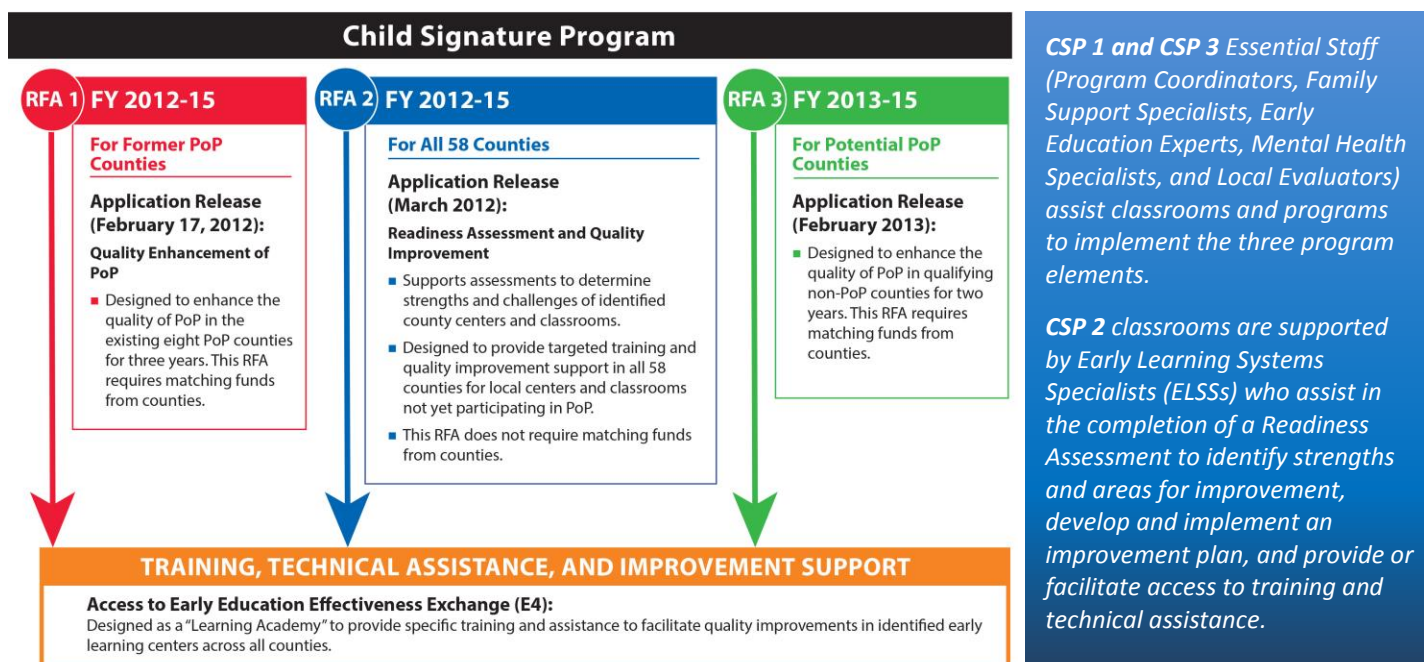 Child Signature Program
RFA 1
FY 2012-15
For Former PoP
Counties
Application Release
(February 17, 2012):
Quality Enhancement of
PoP
■ Designed to enhance the
quality of PoP in the
existing eight PoP counties
for three years. This RFA
requires matching funds
from counties.
RFA 2
FY 2012-15
For All 58 Counties
Application Release
(March 2012):
Readiness Assessment and Quality
Improvement
■ Supports assessments to determine
strengths and challenges of identified
county centers and classrooms.
■ Designed to provide targeted training and
quality improvement support in all 58
counties for local centers and classrooms
not yet participating in PoP.
■ This RFA does not require matching funds
from counties.
RFA 3
FY 2013-15
For Potential PoP
Counties
Application Release
(February 2013):
■ Designed to enhance the
quality of PoP in qualifying
non-PoP counties for two
years. This RFA requires
matching funds from
counties.
TRAINING, TECHNICAL ASSISTANCE, AND IMPROVEMENT SUPPORT
Access to Early Education Effectiveness Exchange (E4):
Designed as a "Learning Academy" to provide specific training and assistance to facilitate quality improvements in identified early
learning centers across all counties.
CSP 1 and CSP 3 Essential Staff
(Program Coordinators, Family
Support Specialists, Early
Education Experts, Mental Health
Specialists, and Local Evaluators)
assist classrooms and programs
to implement the three program
elements.
CSP 2 classrooms are supported
by Early Learning Systems
Specialists (ELSSs) who assist in
the completion of a Readiness
Assessment to identify strengths
and areas for improvement,
develop and implement an
improvement plan, and provide or
facilitate access to training and
technical assistance.